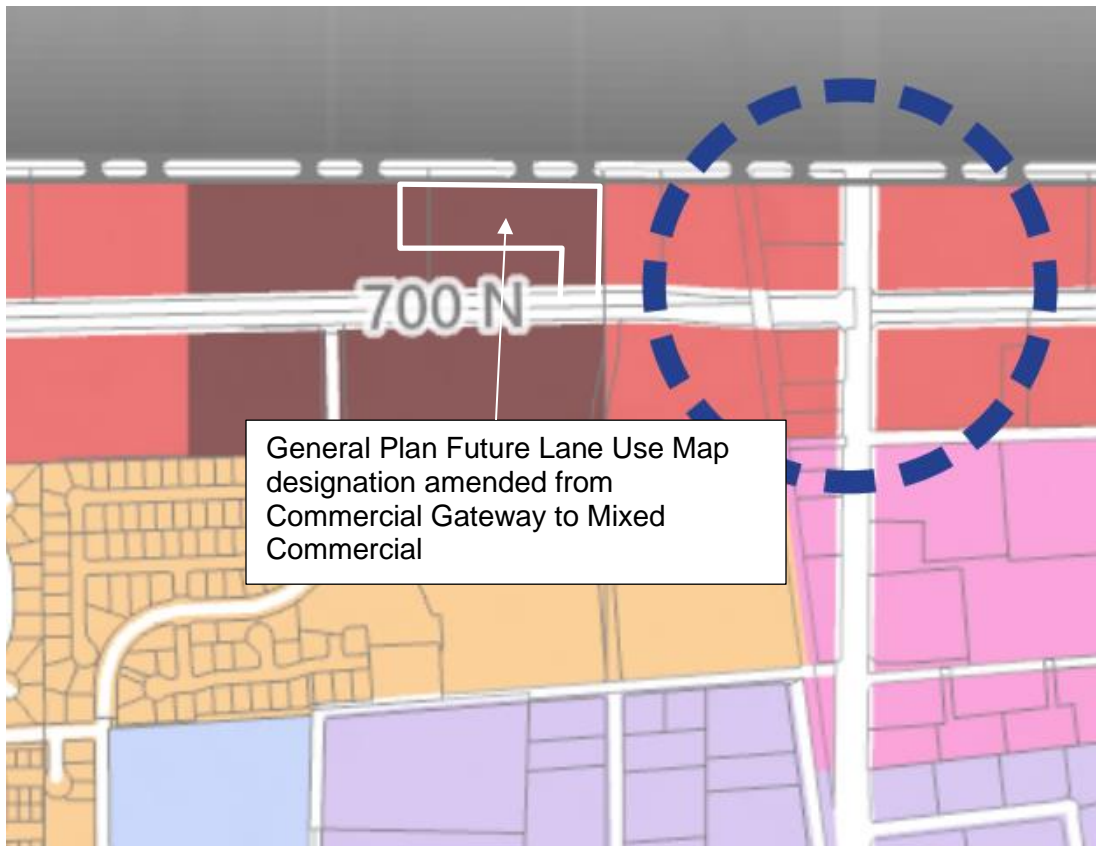 700 N
General Plan Future Lane Use Map
designation amended from
Commercial Gateway to Mixed
Commercial